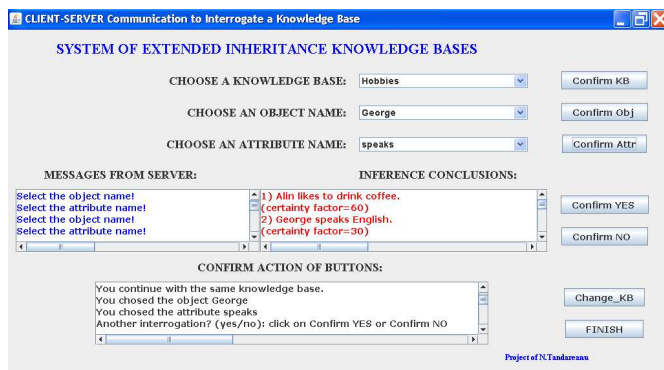 CLIENT-SERVER Communication to Interrogate a Knowledge Base
SYSTEM OF EXTENDED INHERITANCE KNOWLEDGE BASES
CHOOSE A KNOWLEDGE BASE: Hobbies Confirm KB
CHOOSE AN OBJECT NAME: George Confirm Obj
CHOOSE AN ATTRIBUTE NAME: speaks Confirm Attr
MESSAGES FROM SERVER:
Select the object name!
Select the attribute name!
Select the object name!
Select the attribute name!
INFERENCE CONCLUSIONS:
1) Alin likes to drink coffee.
(certainty factor=60)
2) George speaks English.
(certainty factor=30)
Confirm YES
Confirm NO
CONFIRM ACTION OF BUTTONS:
You continue with the same knowledge base.
You chosed the object George
You chosed the attribute speaks
Another interrogation? (yes/no): click on Confirm YES or Confirm NO
Change_KB
FINISH
Project of N.Tandareanu